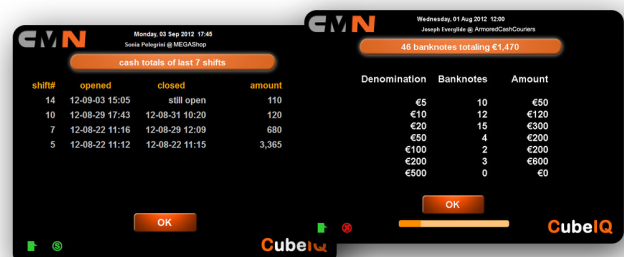 CMN
Monday, 03 Sep 2012 17:45
Sonia Pelegrini @ MEGAShop
cash totals of last 7 shifts
shift# opened closed amount
14 12-09-03 15:05 still open 110
10 12-08-29 17:43 12-08-31 10:20 120
7 12-08-22 11:16 12-08-29 12:09 680
5 12-08-22 11:12 12-08-22 11:15 3,365
OK
CubeIQ
CMN
Wednesday, 01 Aug 2012 12:00
Joseph Everglide @ ArmoredCashCouriers
46 banknotes totaling €1,470
Denomination Banknotes Amount
€5 10 €50
€10 12 €120
€20 15 €300
€50 4 €200
€100 2 €200
€200 3 €600
€500 0 €0
OK
CubeIQ